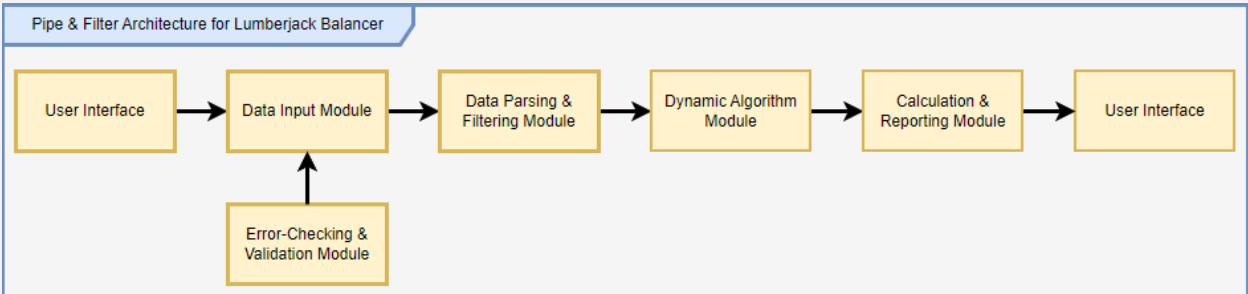 Pipe & Filter Architecture for Lumberjack Balancer
User Interface
Data Input Module
Data Parsing &
Filtering Module
Dynamic Algorithm
Module
Calculation &
Reporting Module
User Interface
Error-Checking &
Validation Module